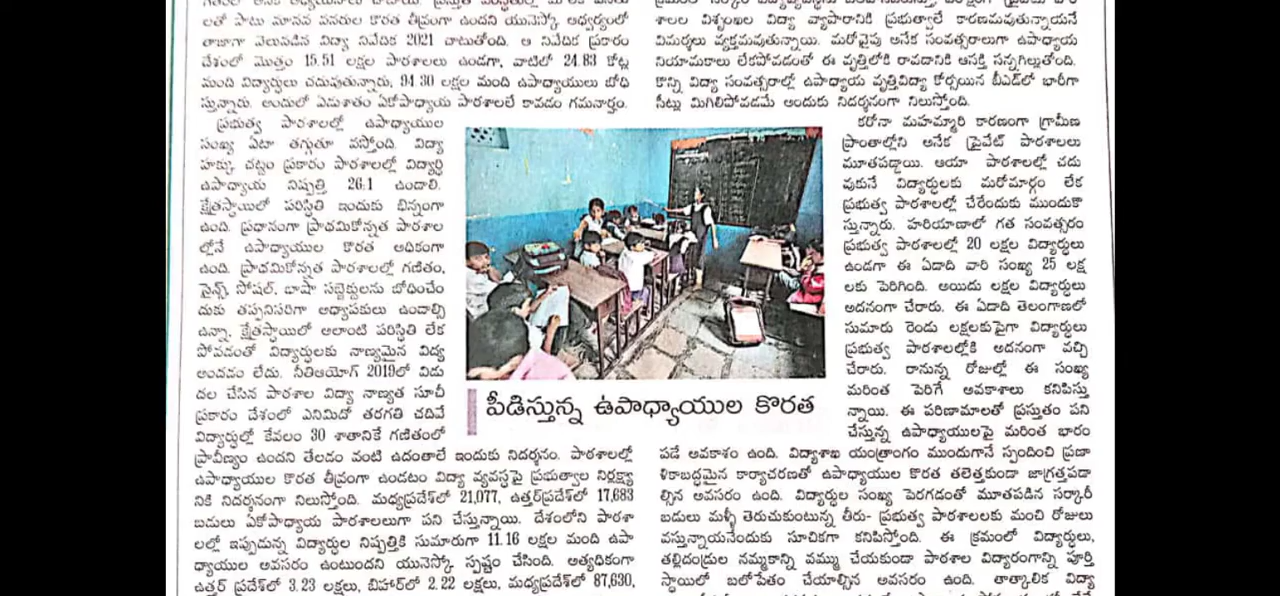 లతో పాటు మానవ వనరుల కొరత తీవ్రంగా ఉందని యునెస్కో ఆధ్వర్యంలో
తాజాగా వెలువడిన విద్యా నివేదిక 2021 చాటుతోంది. ఆ నివేదిక ప్రకారం
దేశంలో మొత్తం 15.51 లక్షల పాఠశాలలు ఉండగా, వాటిలో 24.83 కోట్ల
మంది విద్యార్థులు చదువుతున్నారు, 94.30 లక్షల మంది ఉపాధ్యాయులు బోధి
స్తున్నారు. అందులో ఏడుశాతం ఏకోపాధ్యాయ పాఠశాలలే కావడం గమనార్హం.
ప్రభుత్వ పాఠశాలల్లో ఉపాధ్యాయుల
సంఖ్య ఏటా తగ్గుతూ వస్తోంది. విద్యా
హక్కు చట్టం ప్రకారం పాఠశాలల్లో విద్యార్థి
ఉపాధ్యాయ నిష్పత్తి 26:1 ఉండాలి.
క్షేత్రస్థాయిలో పరిస్థితి ఇందుకు భిన్నంగా
ఉంది. ప్రధానంగా ప్రాథమికోన్నత పాఠశాల
ల్లోనే ఉపాధ్యాయుల కొరత అధికంగా
ఉంది. ప్రాథమికోన్నత పాఠశాలల్లో గణితం,
సైన్స్, సోషల్, భాషా సబ్జెక్టులను బోధించేం
దుకు తప్పనిసరిగా అధ్యాపకులు ఉండాల్సి
ఉన్నా, క్షేత్రస్థాయిలో అలాంటి పరిస్థితి లేక
పోవడంతో విద్యార్థులకు నాణ్యమైన విద్య
అందడం లేదు. నీతిఆయోగ్ 2019లో విడు
దల చేసిన పాఠశాల విద్యా నాణ్యత సూచీ
ప్రకారం దేశంలో ఎనిమిదో తరగతి చదివే
విద్యార్థుల్లో కేవలం 30 శాతానికే గణితంలో
ప్రావీణ్యం ఉందని తేలడం వంటి ఉదంతాలే ఇందుకు నిదర్శనం. పాఠశాలల్లో
ఉపాధ్యాయుల కొరత తీవ్రంగా ఉండటం విద్యా వ్యవస్థపై ప్రభుత్వాల నిర్లక్ష్యా
నికి నిదర్శనంగా నిలుస్తోంది. మధ్యప్రదేశ్‌లో 21,077, ఉత్తర్‌ప్రదేశ్‌లో 17,683
బడులు ఏకోపాధ్యాయ పాఠశాలలుగా పని చేస్తున్నాయి. దేశంలోని పాఠశా
లల్లో ఇప్పుడున్న విద్యార్థుల నిష్పత్తికి సుమారుగా 11.16 లక్షల మంది ఉపా
ధ్యాయుల అవసరం ఉంటుందని యునెస్కో స్పష్టం చేసింది. అత్యధికంగా
ఉత్తర్ ప్రదేశ్‌లో 3.23 లక్షలు, బిహార్‌లో 2.22 లక్షలు, మధ్యప్రదేశ్‌లో 87,630,
పీడిస్తున్న ఉపాధ్యాయుల కొరత
శాలల విశృంఖల విద్యా వ్యాపారానికి ప్రభుత్వాలే కారణమవుతున్నాయనే
విమర్శలు వ్యక్తమవుతున్నాయి. మరోవైపు అనేక సంవత్సరాలుగా ఉపాధ్యాయ
నియామకాలు లేకపోవడంతో ఈ వృత్తిలోకి రావడానికి ఆసక్తి సన్నగిల్లుతోంది.
కొన్ని విద్యా సంవత్సరాల్లో ఉపాధ్యాయ వృత్తివిద్యా కోర్సయిన బీఎడ్‌లో భారీగా
సీట్లు మిగిలిపోవడమే అందుకు నిదర్శనంగా నిలుస్తోంది.
కరోనా మహమ్మారి కారణంగా గ్రామీణ
ప్రాంతాల్లోని అనేక ప్రైవేట్ పాఠశాలలు
మూతపడ్డాయి. ఆయా పాఠశాలల్లో చదు
వుకునే విద్యార్థులకు మరోమార్గం లేక
ప్రభుత్వ పాఠశాలల్లో చేరేందుకు ముందుకొ
స్తున్నారు. హరియాణాలో గత సంవత్సరం
ప్రభుత్వ పాఠశాలల్లో 20 లక్షల విద్యార్థులు
ఉండగా ఈ ఏడాది వారి సంఖ్య 25 లక్ష
లకు పెరిగింది. అయిదు లక్షల విద్యార్థులు
అదనంగా చేరారు. ఈ ఏడాది తెలంగాణలో
సుమారు రెండు లక్షలకుపైగా విద్యార్థులు
ప్రభుత్వ పాఠశాలల్లోకి అదనంగా వచ్చి
చేరారు. రానున్న రోజుల్లో ఈ సంఖ్య
మరింత పెరిగే అవకాశాలు కనిపిస్తు
న్నాయి. ఈ పరిణామాలతో ప్రస్తుతం పని
చేస్తున్న ఉపాధ్యాయులపై మరింత భారం
పడే అవకాశం ఉంది. విద్యాశాఖ యంత్రాంగం ముందుగానే స్పందించి ప్రణా
ళికాబద్ధమైన కార్యాచరణతో ఉపాధ్యాయుల కొరత తలెత్తకుండా జాగ్రత్తపడా
ల్సిన అవసరం ఉంది. విద్యార్థుల సంఖ్య పెరగడంతో మూతపడిన సర్కారీ
బడులు మళ్ళీ తెరుచుకుంటున్న తీరు- ప్రభుత్వ పాఠశాలలకు మంచి రోజులు
వస్తున్నాయనేందుకు సూచికగా కనిపిస్తోంది. ఈ క్రమంలో విద్యార్థులు,
తల్లిదండ్రుల నమ్మకాన్ని వమ్ము చేయకుండా పాఠశాల విద్యారంగాన్ని పూర్తి
స్థాయిలో బలోపేతం చేయాల్సిన అవసరం ఉంది. తాత్కాలిక విద్యా